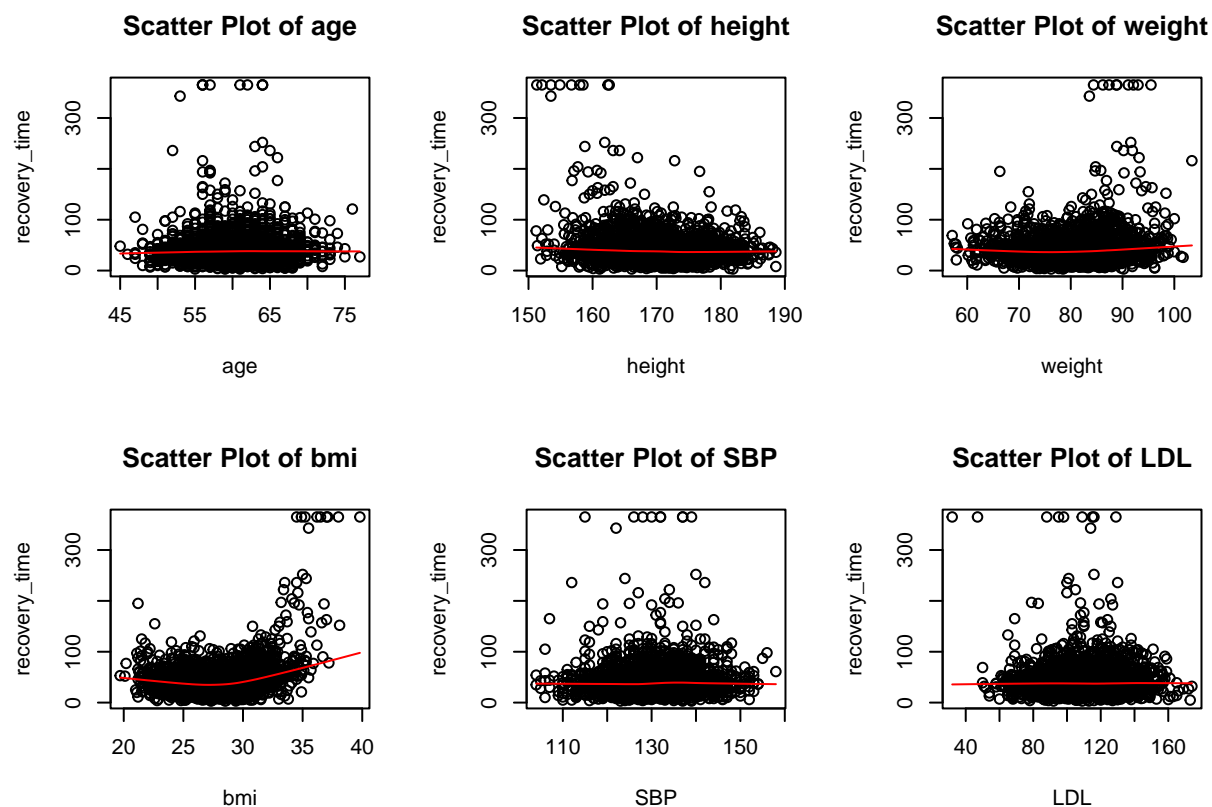 Scatter Plot of age
recovery_time
0 100 300
45 55 65 75
age
Scatter Plot of height
recovery_time
0 100 300
150 160 170 180 190
height
Scatter Plot of weight
recovery_time
0 100 300
60 70 80 90 100
weight
Scatter Plot of bmi
recovery_time
0 100 300
20 25 30 35 40
bmi
Scatter Plot of SBP
recovery_time
0 100 300
110 130 150
SBP
Scatter Plot of LDL
recovery_time
0 100 300
40 80 120 160
LDL